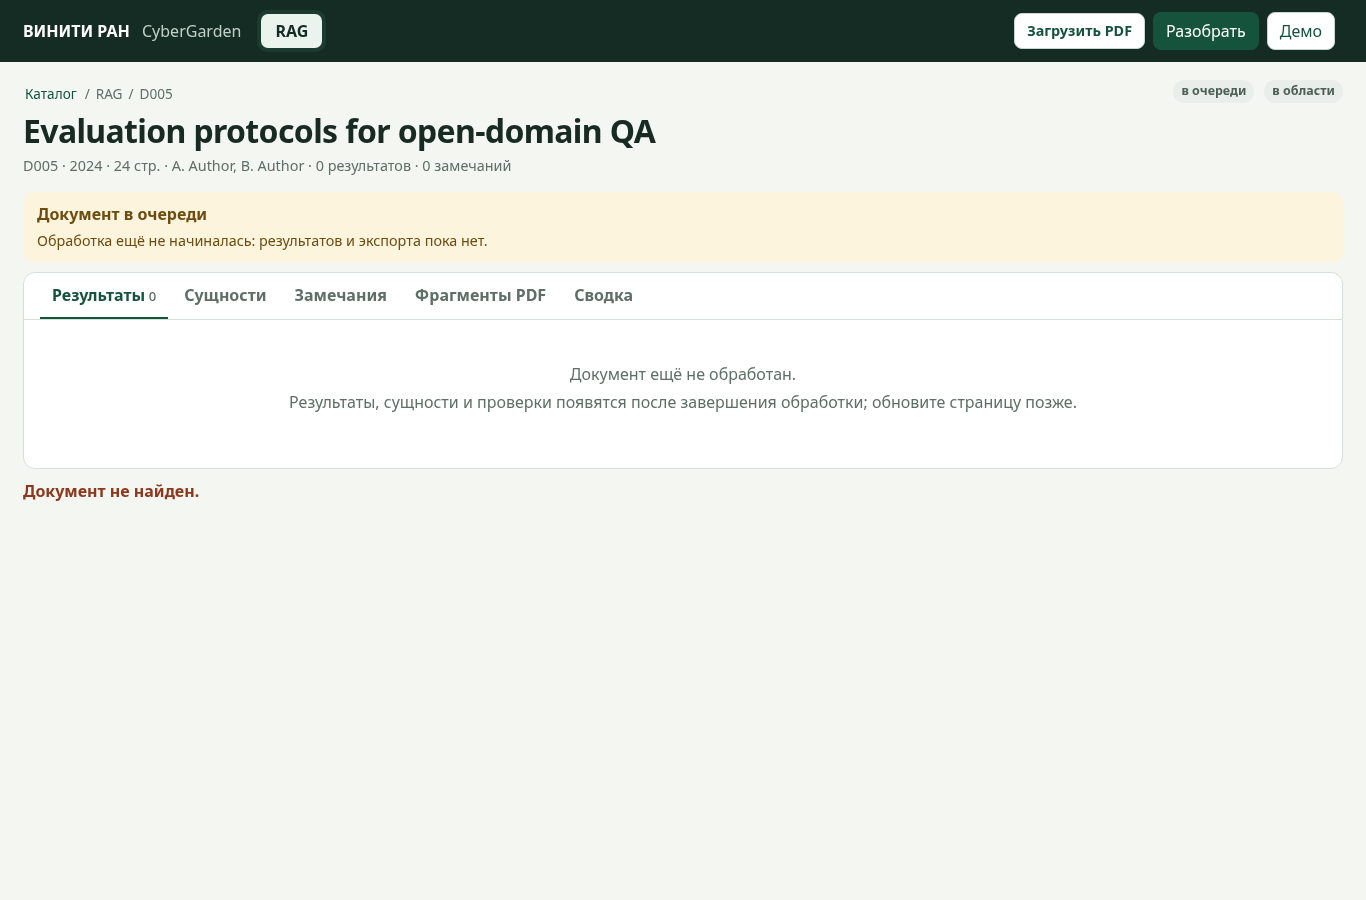 ВИНИТИ РАН CyberGarden RAG Загрузить PDF Разобрать Демо
Каталог / RAG / D005 в очереди в области
Evaluation protocols for open-domain QA
D005 · 2024 · 24 стр. · A. Author, B. Author · 0 результатов · 0 замечаний
Документ в очереди
Обработка ещё не начиналась: результатов и экспорта пока нет.
Результаты 0 Сущности Замечания Фрагменты PDF Сводка
Документ ещё не обработан.
Результаты, сущности и проверки появятся после завершения обработки; обновите страницу позже.
Документ не найден.